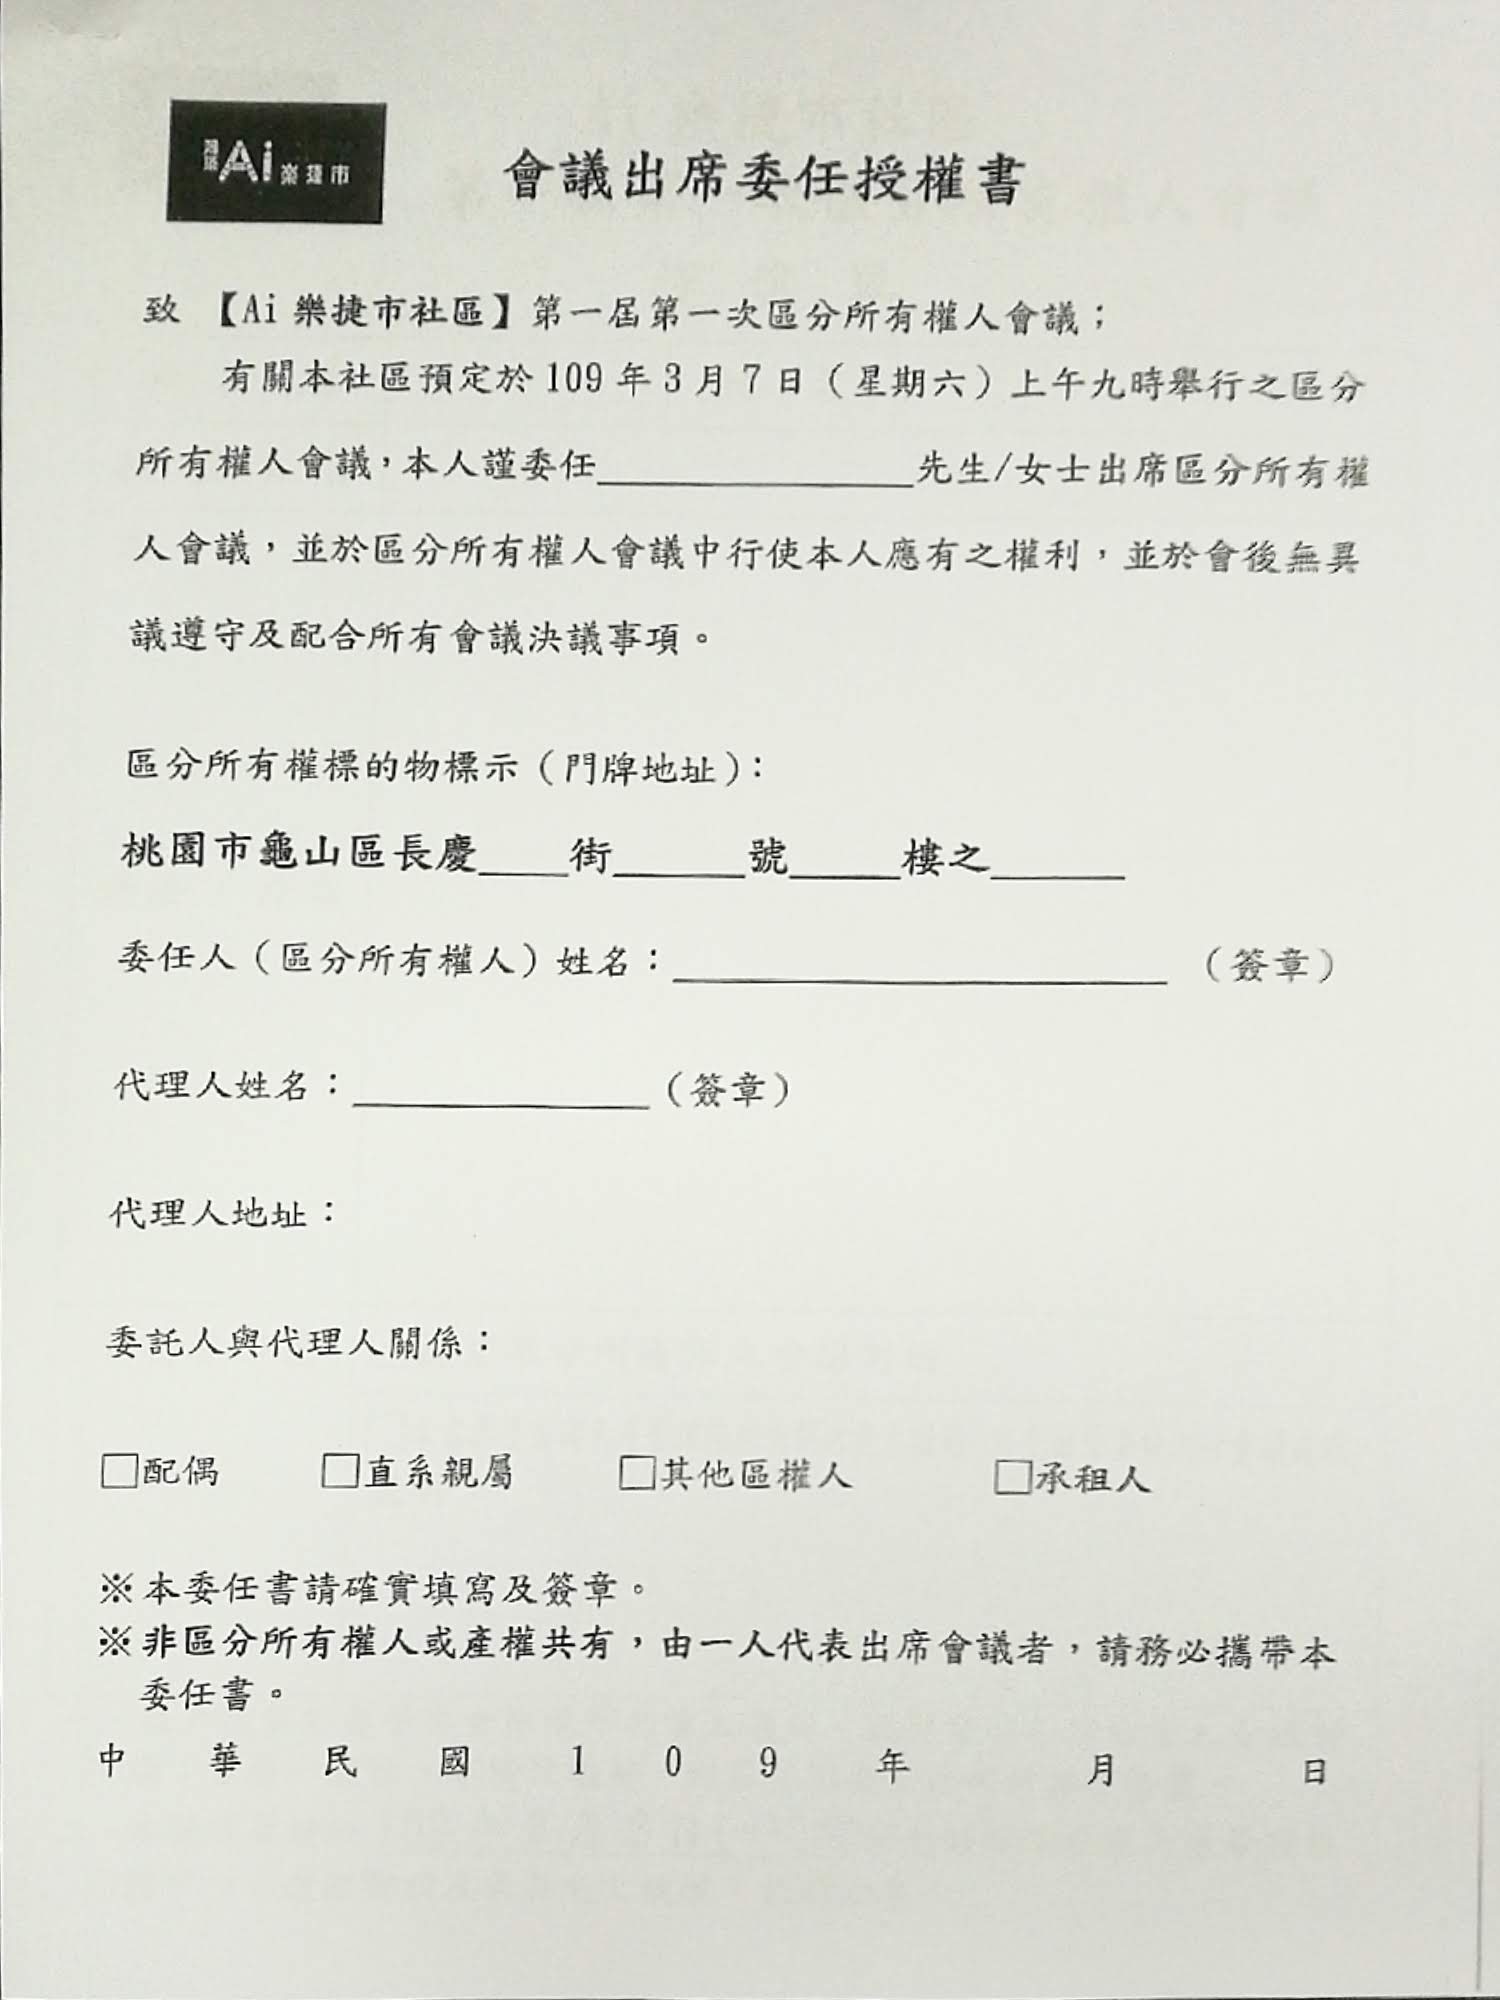 Ai 樂捷市
會議出席委任授權書
致 【Ai 樂捷市社區】第一屆第一次區分所有權人會議；
有關本社區預定於 109 年 3 月 7 日（星期六）上午九時舉行之區分
所有權人會議，本人謹委任________________先生/女士出席區分所有權
人會議，並於區分所有權人會議中行使本人應有之權利，並於會後無異
議遵守及配合所有會議決議事項。
區分所有權標的物標示（門牌地址）：
桃園市龜山區長慶____街______號_____樓之______
委任人（區分所有權人）姓名：________________________ （簽章）
代理人姓名：______________（簽章）
代理人地址：
委託人與代理人關係：
□配偶 □直系親屬 □其他區權人 □承租人
※本委任書請確實填寫及簽章。
※非區分所有權人或產權共有，由一人代表出席會議者，請務必攜帶本
委任書。
中 華 民 國 1 0 9 年 月 日